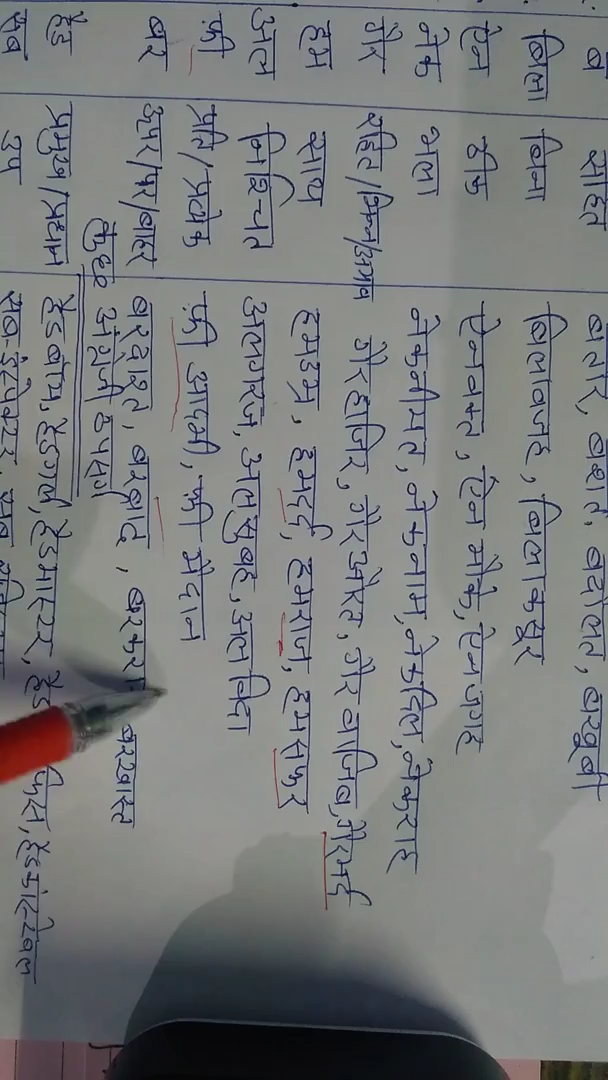 ब सहित बतौर, बशर्त, बदौलत, बखूबी
बिला बिना बिलावजह, बिलाकसूर
ऐन ठीक ऐनवक्त, ऐन मौके, ऐन जगह
नेक भला नेकनीयत, नेकनाम, नेकदिल, नेकराह
गैर रहित/भिन्न/अभाव गैरहाजिर, गैरऔरत, गैरवाजिब, गैरमर्द
हम साथ हमउम्र, हमदर्द, हमराज, हमसफर
अल निश्चित अलगरज, अलसुबह, अलविदा
फी प्रति/प्रत्येक फी आदमी, फी मैदान
बर ऊपर/पर/बाहर बरदाश्त, बरबाद, बरकरार, बरखास्त
कुछ अंग्रेजी उपसर्ग
हैड प्रमुख/प्रधान हैडबॉय, हैडगर्ल, हैडमास्टर, हैडकांस्टेबल
सब उप सब इंस्पेक्टर,